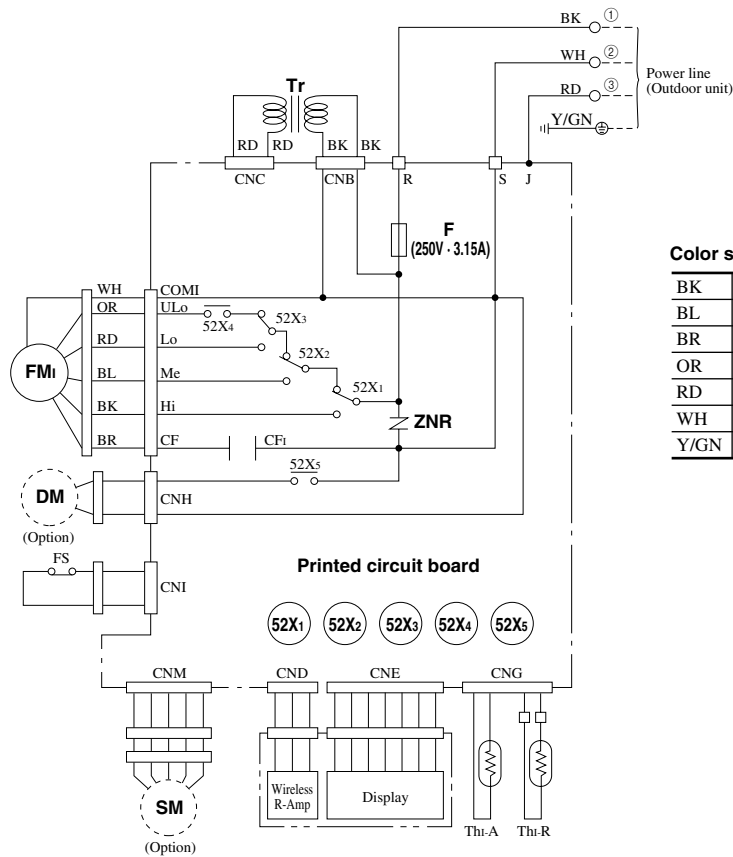 BK ①
WH ②
RD ③
Y/GN
Power line
(Outdoor unit)
Tr
RD RD BK BK
CNC CNB R S J
F
(250V · 3.15A)
Color s
BK
BL
BR
OR
RD
WH
Y/GN
WH COMI
OR ULo
52X4 52X3
RD Lo
52X2
FMI
BL Me
52X1
BK Hi
ZNR
BR CF CFI
52X5
DM
CNH
(Option)
FS
CNI
Printed circuit board
52X1 52X2 52X3 52X4 52X5
CNM CND CNE CNG
Wireless
R-Amp
Display
SM
ThI-A ThI-R
(Option)